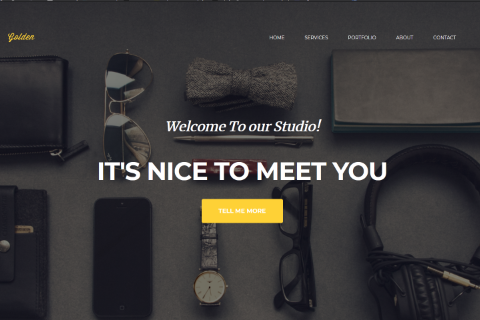 Golden
HOME SERVICES PORTFOLIO ABOUT CONTACT
Welcome To our Studio!
IT'S NICE TO MEET YOU
TELL ME MORE